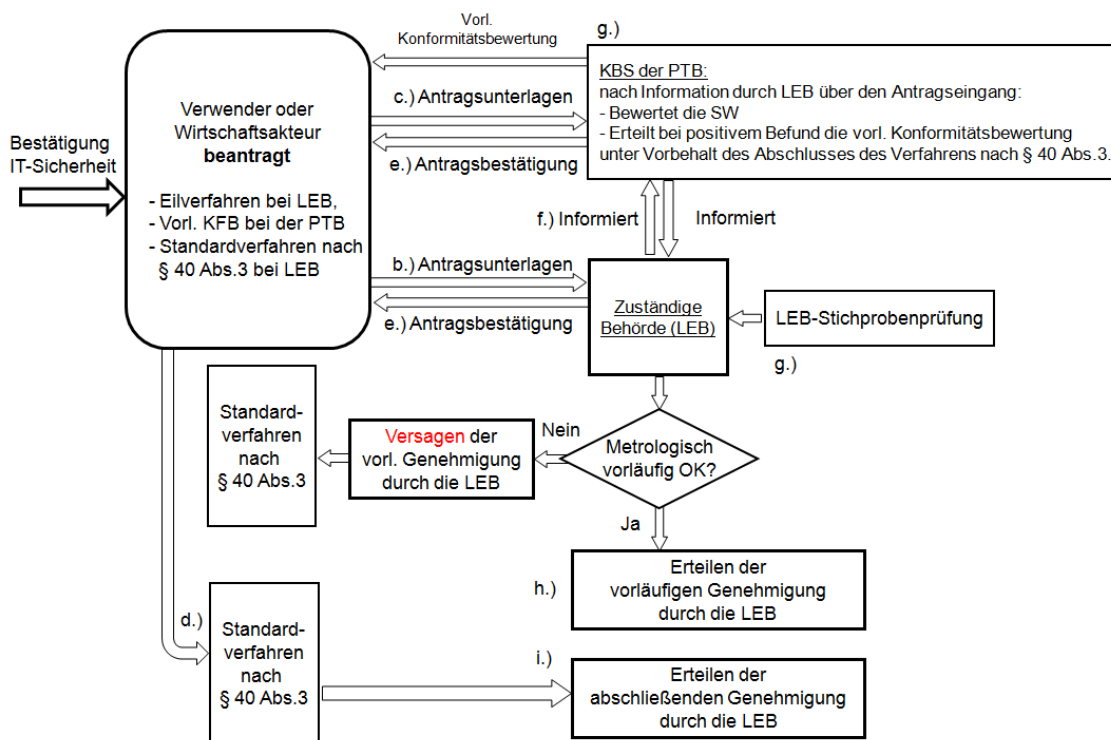 Vorl.
Konformitätsbewertung
g.)
KBS der PTB:
nach Information durch LEB über den Antragseingang:
- Bewertet die SW
- Erteilt bei positivem Befund die vorl. Konformitätsbewertung
unter Vorbehalt des Abschlusses des Verfahrens nach § 40 Abs.3.
Verwender oder
Wirtschaftsakteur
beantragt
- Eilverfahren bei LEB,
- Vorl. KFB bei der PTB
- Standardverfahren nach
§ 40 Abs.3 bei LEB
Bestätigung
IT-Sicherheit
c.) Antragsunterlagen
e.) Antragsbestätigung
f.) Informiert
Informiert
b.) Antragsunterlagen
e.) Antragsbestätigung
Zuständige
Behörde (LEB)
LEB-Stichprobenprüfung
g.)
Standard-
verfahren
nach
§ 40 Abs.3
Versagen der
vorl. Genehmigung
durch die LEB
Nein
Metrologisch
vorläufig OK?
Ja
h.)
Erteilen der
vorläufigen Genehmigung
durch die LEB
d.)
Standard-
verfahren
nach
§ 40 Abs.3
i.)
Erteilen der
abschließenden Genehmigung
durch die LEB